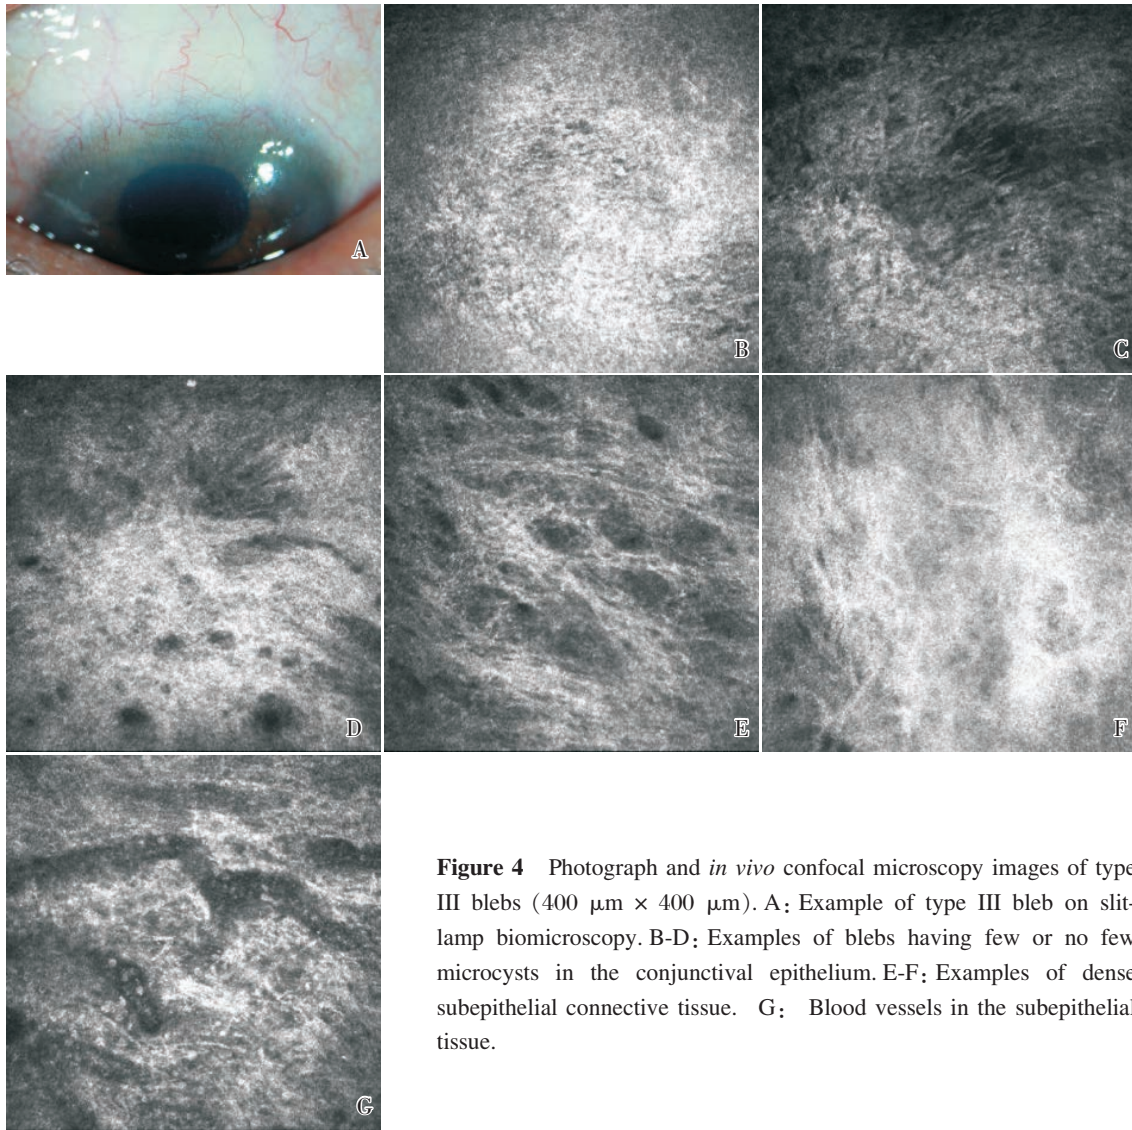 A
B
C
D
E
F
G
Figure 4 Photograph and in vivo confocal microscopy images of type
III blebs (400 μm × 400 μm). A: Example of type III bleb on slit-
lamp biomicroscopy. B-D: Examples of blebs having few or no few
microcysts in the conjunctival epithelium. E-F: Examples of dense
subepithelial connective tissue. G: Blood vessels in the subepithelial
tissue.